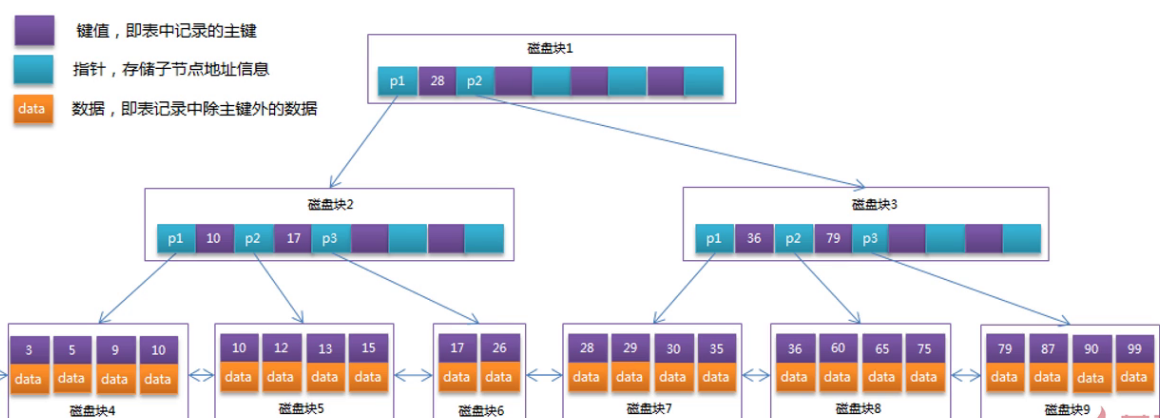 键值，即表中记录的主键
指针，存储子节点地址信息
data 数据，即表记录中除主键外的数据
磁盘块1
p1 28 p2
磁盘块2
p1 10 p2 17 p3
磁盘块3
p1 36 p2 79 p3
3 5 9 10
data data data data
磁盘块4
10 12 13 15
data data data data
磁盘块5
17 26
data data
磁盘块6
28 29 30 35
data data data data
磁盘块7
36 60 65 75
data data data data
磁盘块8
79 87 90 99
data data data data
磁盘块9